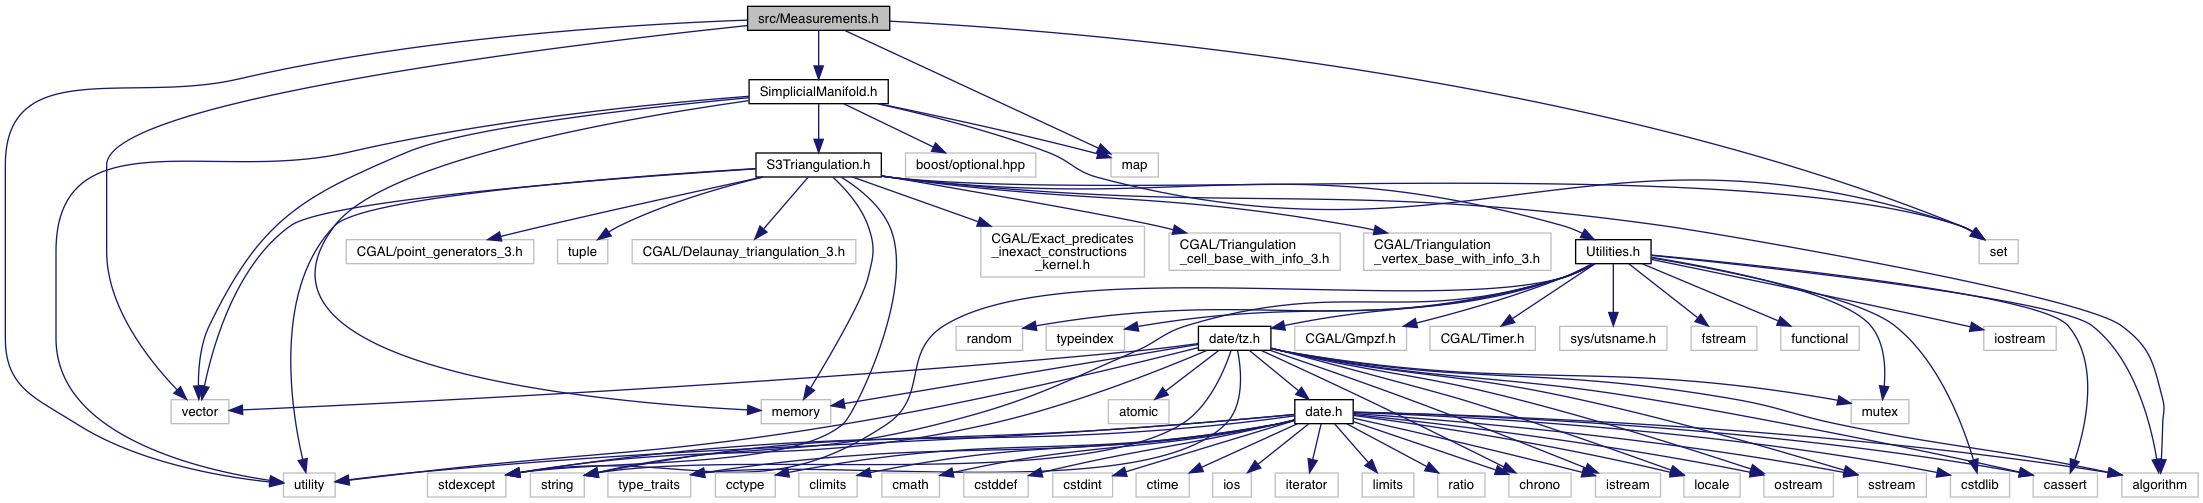 src/Measurements.h
SimplicialManifold.h
S3Triangulation.h
boost/optional.hpp
map
CGAL/point_generators_3.h
tuple
CGAL/Delaunay_triangulation_3.h
CGAL/Exact_predicates
_inexact_constructions
_kernel.h
CGAL/Triangulation
_cell_base_with_info_3.h
CGAL/Triangulation
_vertex_base_with_info_3.h
Utilities.h
set
random
typeindex
date/tz.h
CGAL/Gmpzf.h
CGAL/Timer.h
sys/utsname.h
fstream
functional
iostream
vector
memory
atomic
date.h
mutex
utility
stdexcept
string
type_traits
cctype
climits
cmath
cstddef
cstdint
ctime
ios
iterator
limits
ratio
chrono
istream
locale
ostream
sstream
cstdlib
cassert
algorithm